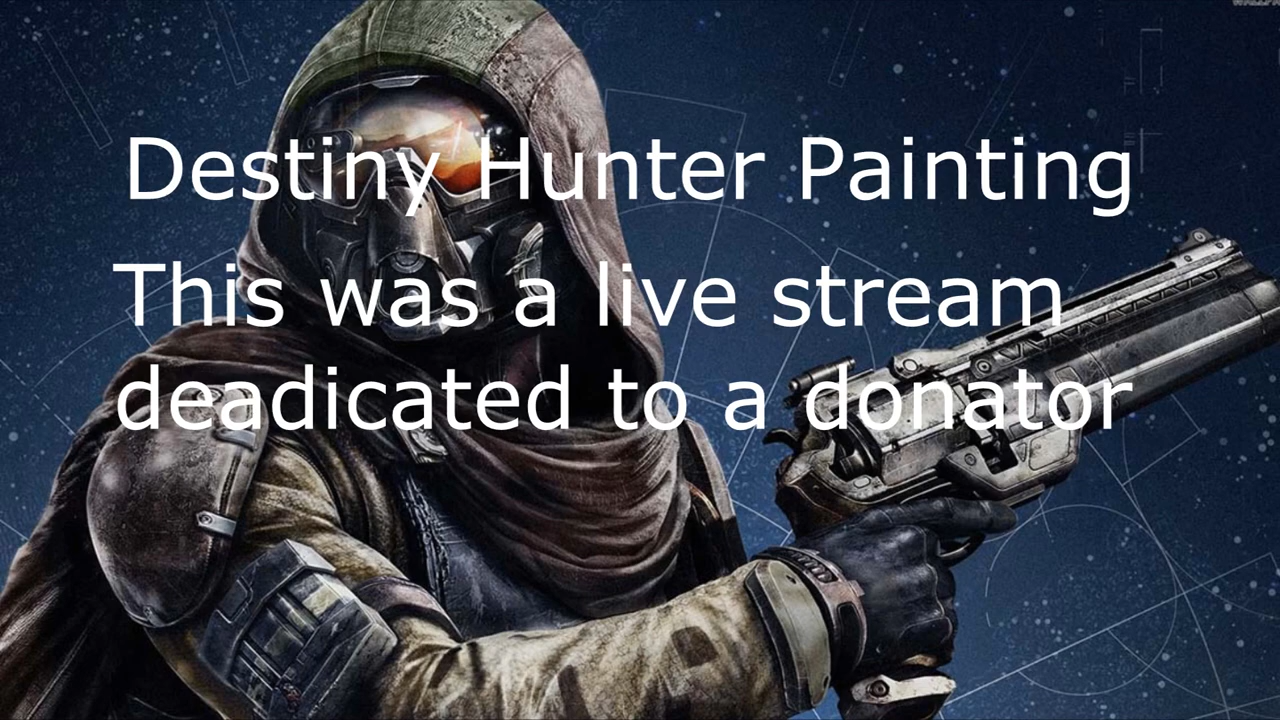 Destiny Hunter Painting
This was a live stream
deadicated to a donator